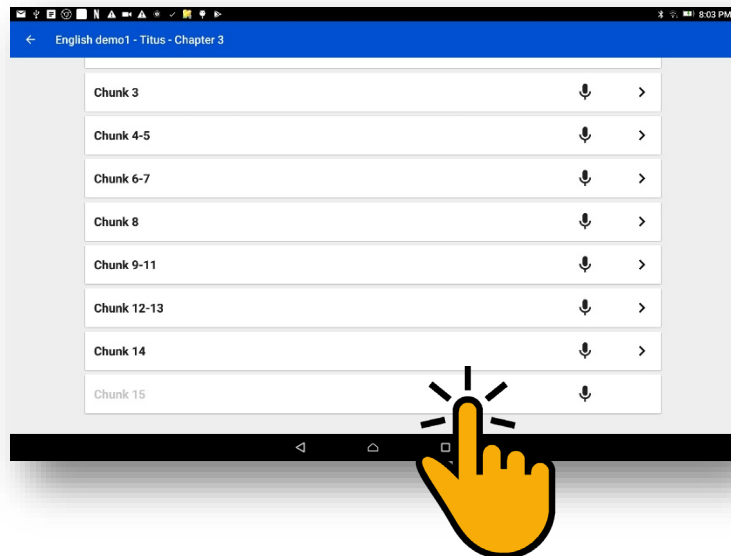 8:03 PM
English demo1 - Titus - Chapter 3
Chunk 3
Chunk 4-5
Chunk 6-7
Chunk 8
Chunk 9-11
Chunk 12-13
Chunk 14
Chunk 15